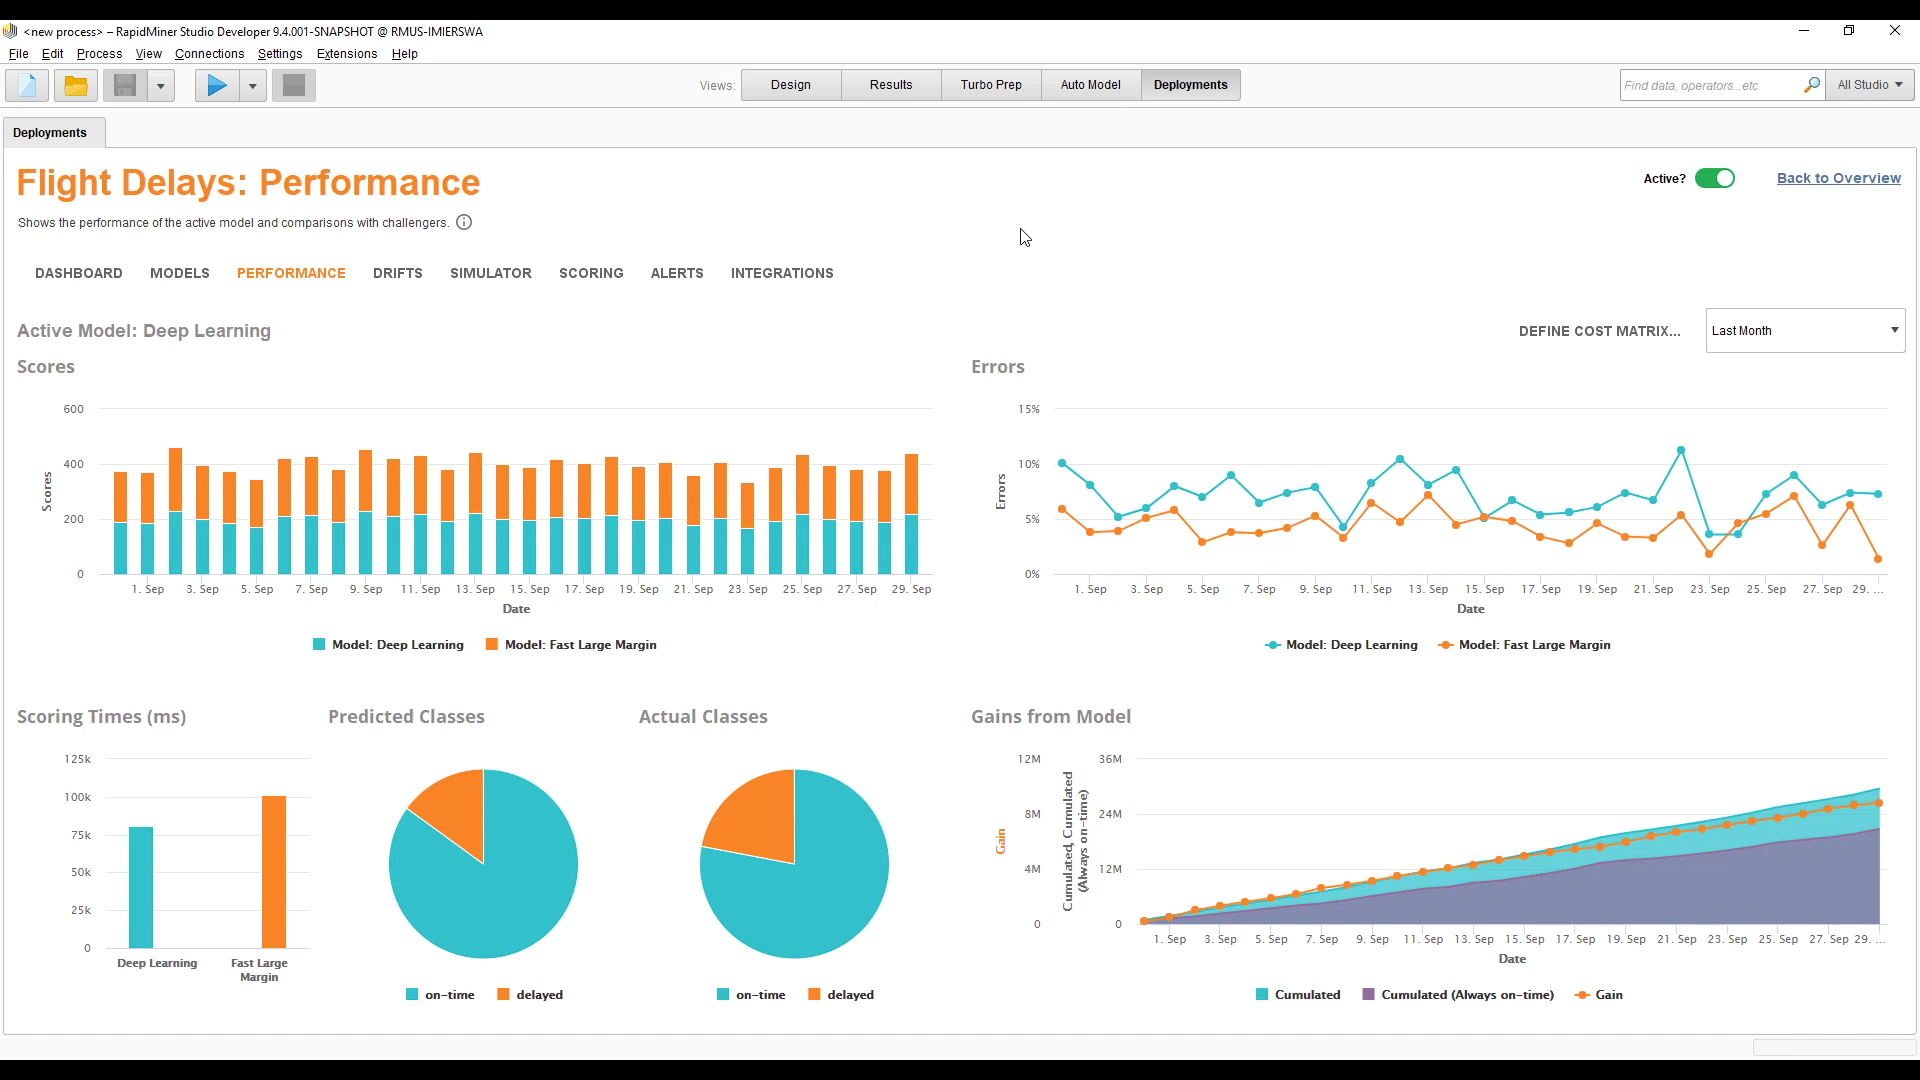 <new process> – RapidMiner Studio Developer 9.4.001-SNAPSHOT @ RMUS-IMIERSWA
File Edit Process View Connections Settings Extensions Help
Views: Design Results Turbo Prep Auto Model Deployments
Find data, operators...etc
All Studio
Deployments
Flight Delays: Performance
Active?
Back to Overview
Shows the performance of the active model and comparisons with challengers.
DASHBOARD MODELS PERFORMANCE DRIFTS SIMULATOR SCORING ALERTS INTEGRATIONS
Active Model: Deep Learning
DEFINE COST MATRIX...
Last Month
Scores
600
400
200
0
Scores
1. Sep 3. Sep 5. Sep 7. Sep 9. Sep 11. Sep 13. Sep 15. Sep 17. Sep 19. Sep 21. Sep 23. Sep 25. Sep 27. Sep 29. Sep
Date
Model: Deep Learning Model: Fast Large Margin
Errors
15%
10%
5%
0%
Errors
1. Sep 3. Sep 5. Sep 7. Sep 9. Sep 11. Sep 13. Sep 15. Sep 17. Sep 19. Sep 21. Sep 23. Sep 25. Sep 27. Sep 29. ...
Date
Model: Deep Learning Model: Fast Large Margin
Scoring Times (ms)
125k
100k
75k
50k
25k
0
Deep Learning
Fast Large
Margin
Predicted Classes
on-time delayed
Actual Classes
on-time delayed
Gains from Model
12M
8M
4M
0
Gain
Cumulated, Cumulated
(Always on-time)
36M
24M
12M
0
1. Sep 3. Sep 5. Sep 7. Sep 9. Sep 11. Sep 13. Sep 15. Sep 17. Sep 19. Sep 21. Sep 23. Sep 25. Sep 27. Sep 29. ...
Date
Cumulated Cumulated (Always on-time) Gain